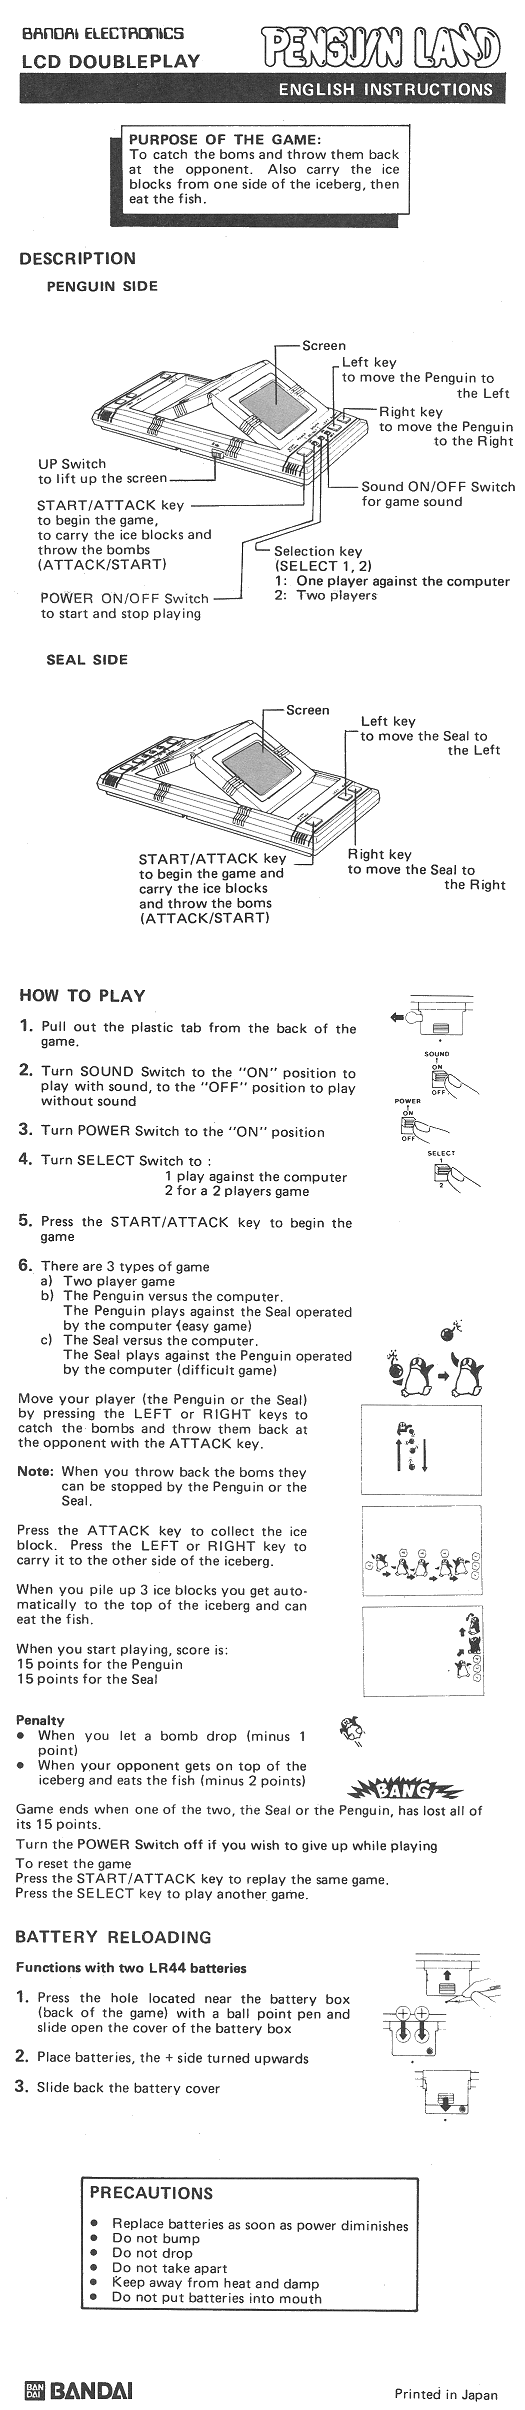 BANDAI ELECTRONICS
LCD DOUBLEPLAY
PENGUIN LAND
ENGLISH INSTRUCTIONS
PURPOSE OF THE GAME:
To catch the boms and throw them back
at the opponent. Also carry the ice
blocks from one side of the iceberg, then
eat the fish.
DESCRIPTION
PENGUIN SIDE
Screen
Left key
to move the Penguin to
the Left
Right key
to move the Penguin
to the Right
UP Switch
to lift up the screen
Sound ON/OFF Switch
for game sound
START/ATTACK key
to begin the game,
to carry the ice blocks and
throw the bombs
(ATTACK/START)
Selection key
(SELECT 1, 2)
1: One player against the computer
2: Two players
POWER ON/OFF Switch
to start and stop playing
SEAL SIDE
Screen
Left key
to move the Seal to
the Left
START/ATTACK key
to begin the game and
carry the ice blocks
and throw the boms
(ATTACK/START)
Right key
to move the Seal to
the Right
HOW TO PLAY
1. Pull out the plastic tab from the back of the
game.
2. Turn SOUND Switch to the "ON" position to
play with sound, to the "OFF" position to play
without sound
SOUND
ON
OFF
3. Turn POWER Switch to the "ON" position
POWER
ON
OFF
4. Turn SELECT Switch to :
1 play against the computer
2 for a 2 players game
SELECT
1
2
5. Press the START/ATTACK key to begin the
game
6. There are 3 types of game
a) Two player game
b) The Penguin versus the computer.
The Penguin plays against the Seal operated
by the computer (easy game)
c) The Seal versus the computer.
The Seal plays against the Penguin operated
by the computer (difficult game)
Move your player (the Penguin or the Seal)
by pressing the LEFT or RIGHT keys to
catch the bombs and throw them back at
the opponent with the ATTACK key.
Note: When you throw back the boms they
can be stopped by the Penguin or the
Seal.
Press the ATTACK key to collect the ice
block. Press the LEFT or RIGHT key to
carry it to the other side of the iceberg.
When you pile up 3 ice blocks you get auto-
matically to the top of the iceberg and can
eat the fish.
When you start playing, score is:
15 points for the Penguin
15 points for the Seal
Penalty
● When you let a bomb drop (minus 1
point)
● When your opponent gets on top of the
iceberg and eats the fish (minus 2 points)
BANG
Game ends when one of the two, the Seal or the Penguin, has lost all of
its 15 points.
Turn the POWER Switch off if you wish to give up while playing
To reset the game
Press the START/ATTACK key to replay the same game.
Press the SELECT key to play another game.
BATTERY RELOADING
Functions with two LR44 batteries
1. Press the hole located near the battery box
(back of the game) with a ball point pen and
slide open the cover of the battery box
2. Place batteries, the + side turned upwards
3. Slide back the battery cover
PRECAUTIONS
● Replace batteries as soon as power diminishes
● Do not bump
● Do not drop
● Do not take apart
● Keep away from heat and damp
● Do not put batteries into mouth
BAN
DAI BANDAI
Printed in Japan